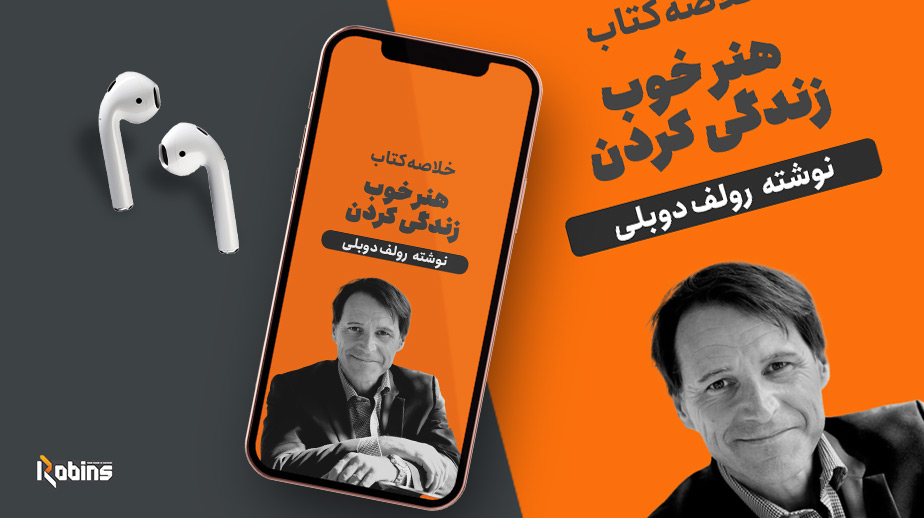 خلاصه کتاب
هنر خوب
زندگی کردن
نوشته رولف دوبلی
خلاصه کتاب
هنر خوب
زندگی کردن
نوشته رولف دوبلی
Robins